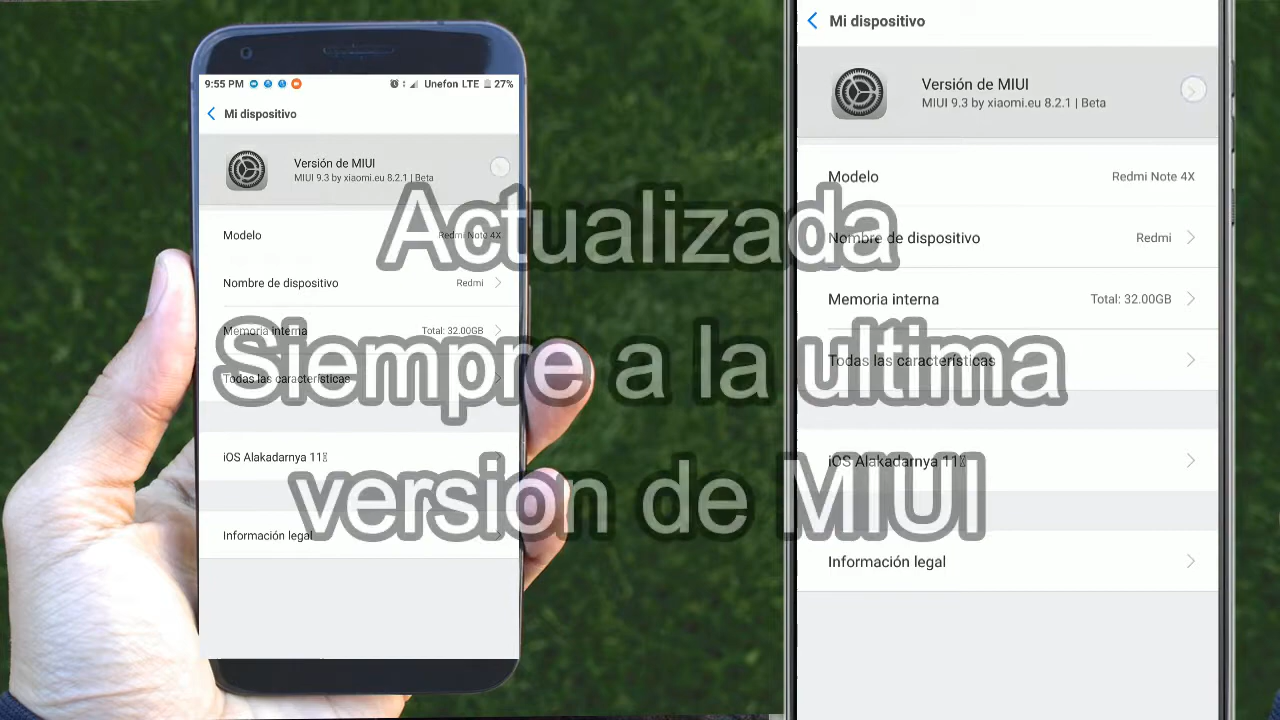 9:55 PM
Unefon LTE 27%
Mi dispositivo
Versión de MIUI
MIUI 9.3 by xiaomi.eu 8.2.1 | Beta
Modelo
Redmi Note 4X
Nombre de dispositivo
Redmi
Memoria interna
Total: 32.00GB
Todas las características
iOS Alakadarnya 11
Información legal
Actualizada
Siempre a la ultima
version de MIUI
Mi dispositivo
Versión de MIUI
MIUI 9.3 by xiaomi.eu 8.2.1 | Beta
Modelo
Redmi Note 4X
Nombre de dispositivo
Redmi
Memoria interna
Total: 32.00GB
Todas las características
iOS Alakadarnya 11
Información legal